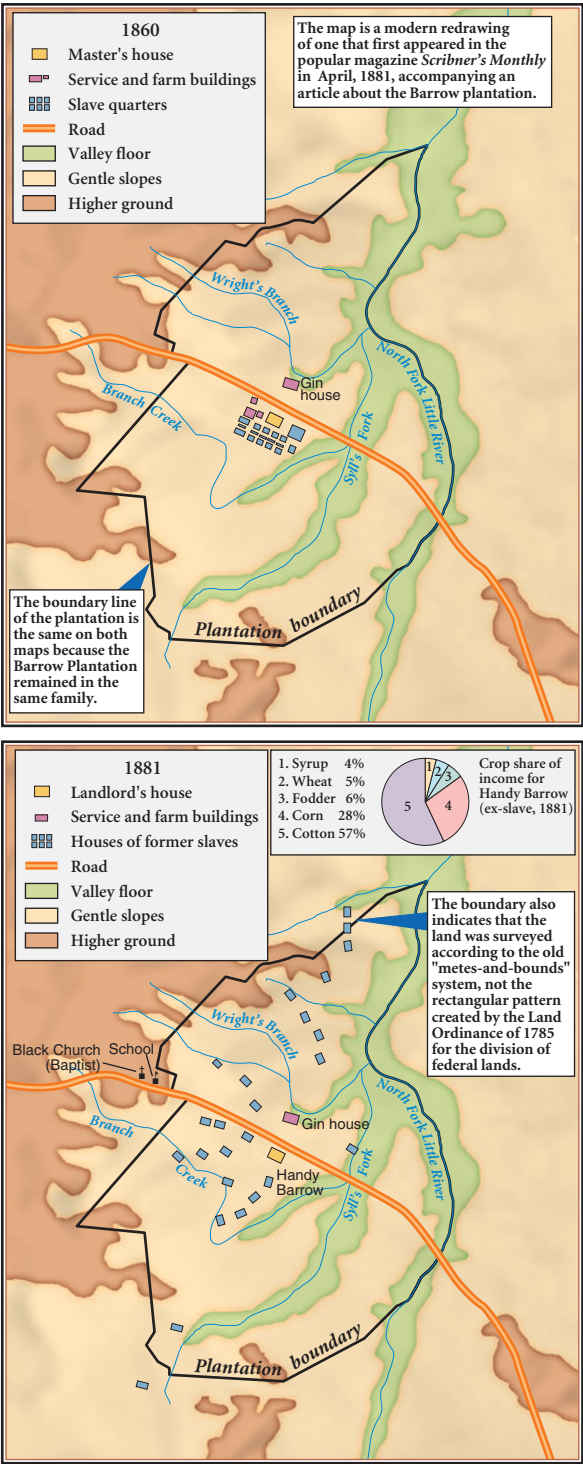 1860
Master's house
Service and farm buildings
Slave quarters
Road
Valley floor
Gentle slopes
Higher ground
The map is a modern redrawing
of one that first appeared in the
popular magazine Scribner's Monthly
in April, 1881, accompanying an
article about the Barrow plantation.
Wright's Branch
North Fork Little River
Gin
house
Branch Creek
Syll's Fork
Plantation boundary
The boundary line
of the plantation is
the same on both
maps because the
Barrow Plantation
remained in the
same family.
1881
Landlord's house
Service and farm buildings
Houses of former slaves
Road
Valley floor
Gentle slopes
Higher ground
1. Syrup 4%
2. Wheat 5%
3. Fodder 6%
4. Corn 28%
5. Cotton 57%
1
2
3
4
5
Crop share of
income for
Handy Barrow
(ex-slave, 1881)
The boundary also
indicates that the
land was surveyed
according to the old
"metes-and-bounds"
system, not the
rectangular pattern
created by the Land
Ordinance of 1785
for the division of
federal lands.
Wright's Branch
Black Church
(Baptist)
School
North Fork Little River
Gin house
Branch Creek
Handy
Barrow
Syll's Fork
Plantation boundary